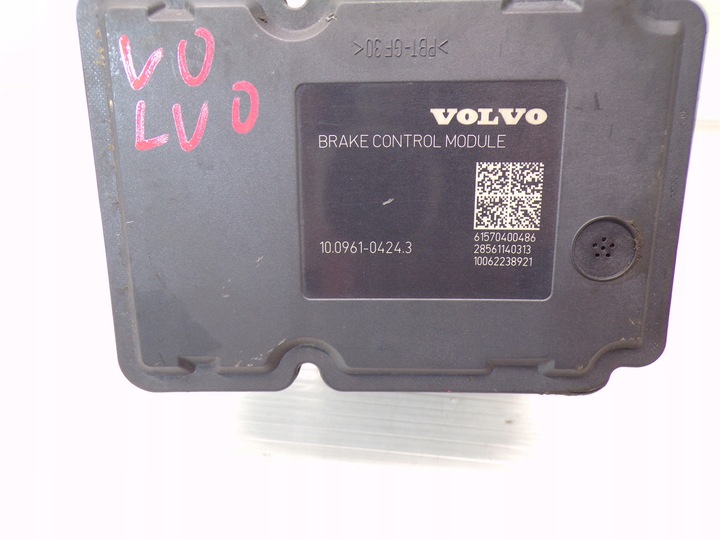 VO
LVO
>PBT-GF30<
VOLVO
BRAKE CONTROL MODULE
10.0961-0424.3
61570400486
28561140313
10062238921